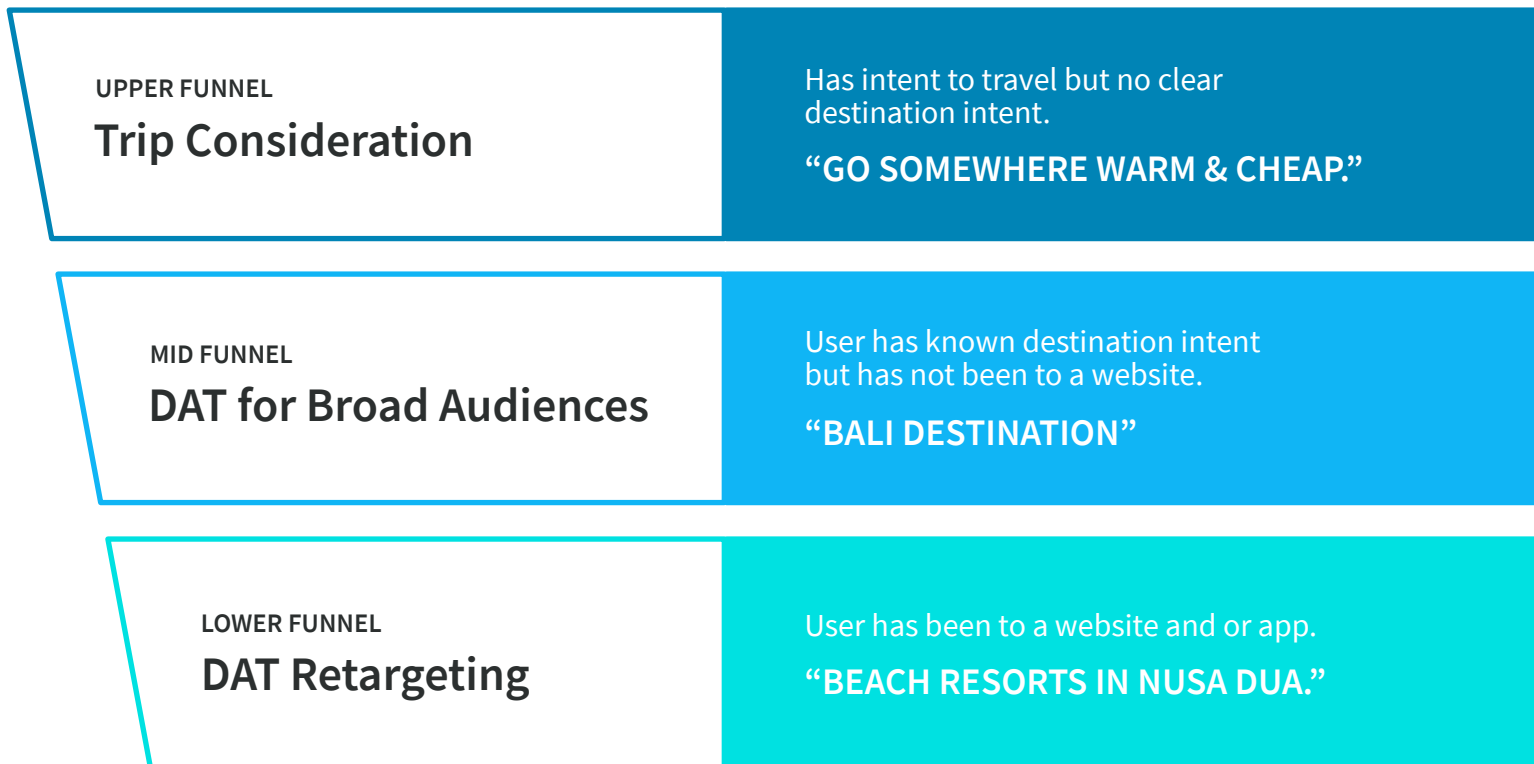 UPPER FUNNEL
Trip Consideration
Has intent to travel but no clear
destination intent.
“GO SOMEWHERE WARM & CHEAP.”
MID FUNNEL
DAT for Broad Audiences
User has known destination intent
but has not been to a website.
“BALI DESTINATION”
LOWER FUNNEL
DAT Retargeting
User has been to a website and or app.
“BEACH RESORTS IN NUSA DUA.”